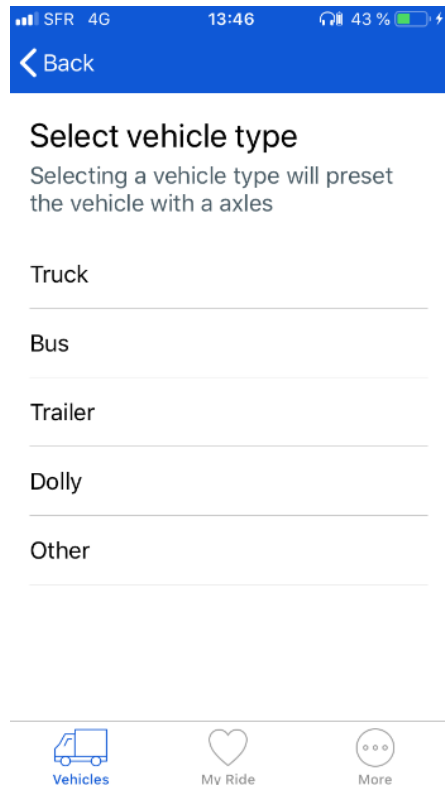 SFR 4G 13:46 43 %
Back
Select vehicle type
Selecting a vehicle type will preset
the vehicle with a axles
Truck
Bus
Trailer
Dolly
Other
Vehicles My Ride More